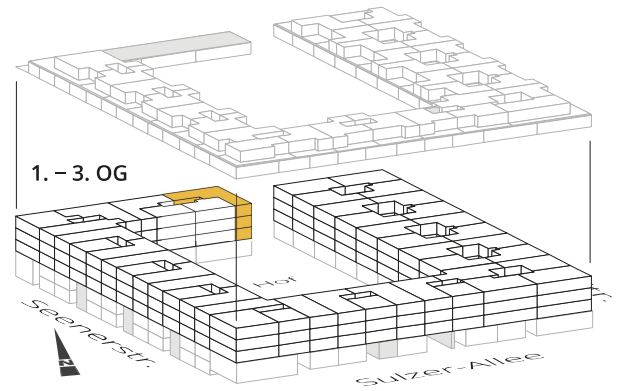 1. – 3. OG
Hof
Seenerstr.
N
Sulzer-Allee